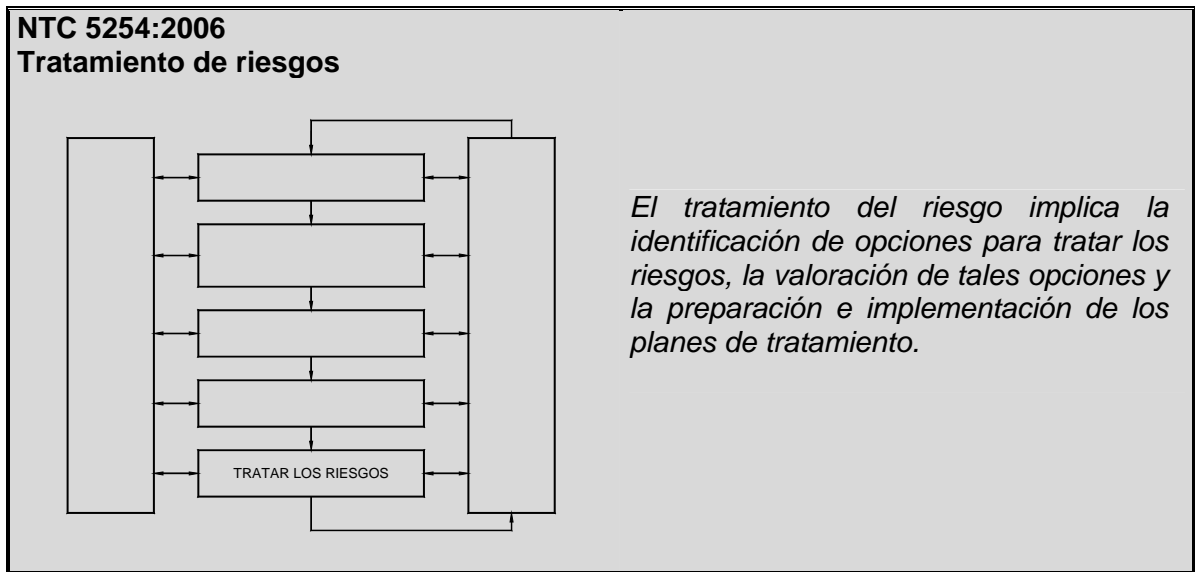 NTC 5254:2006
Tratamiento de riesgos
El tratamiento del riesgo implica la
identificación de opciones para tratar los
riesgos, la valoración de tales opciones y
la preparación e implementación de los
planes de tratamiento.
TRATAR LOS RIESGOS